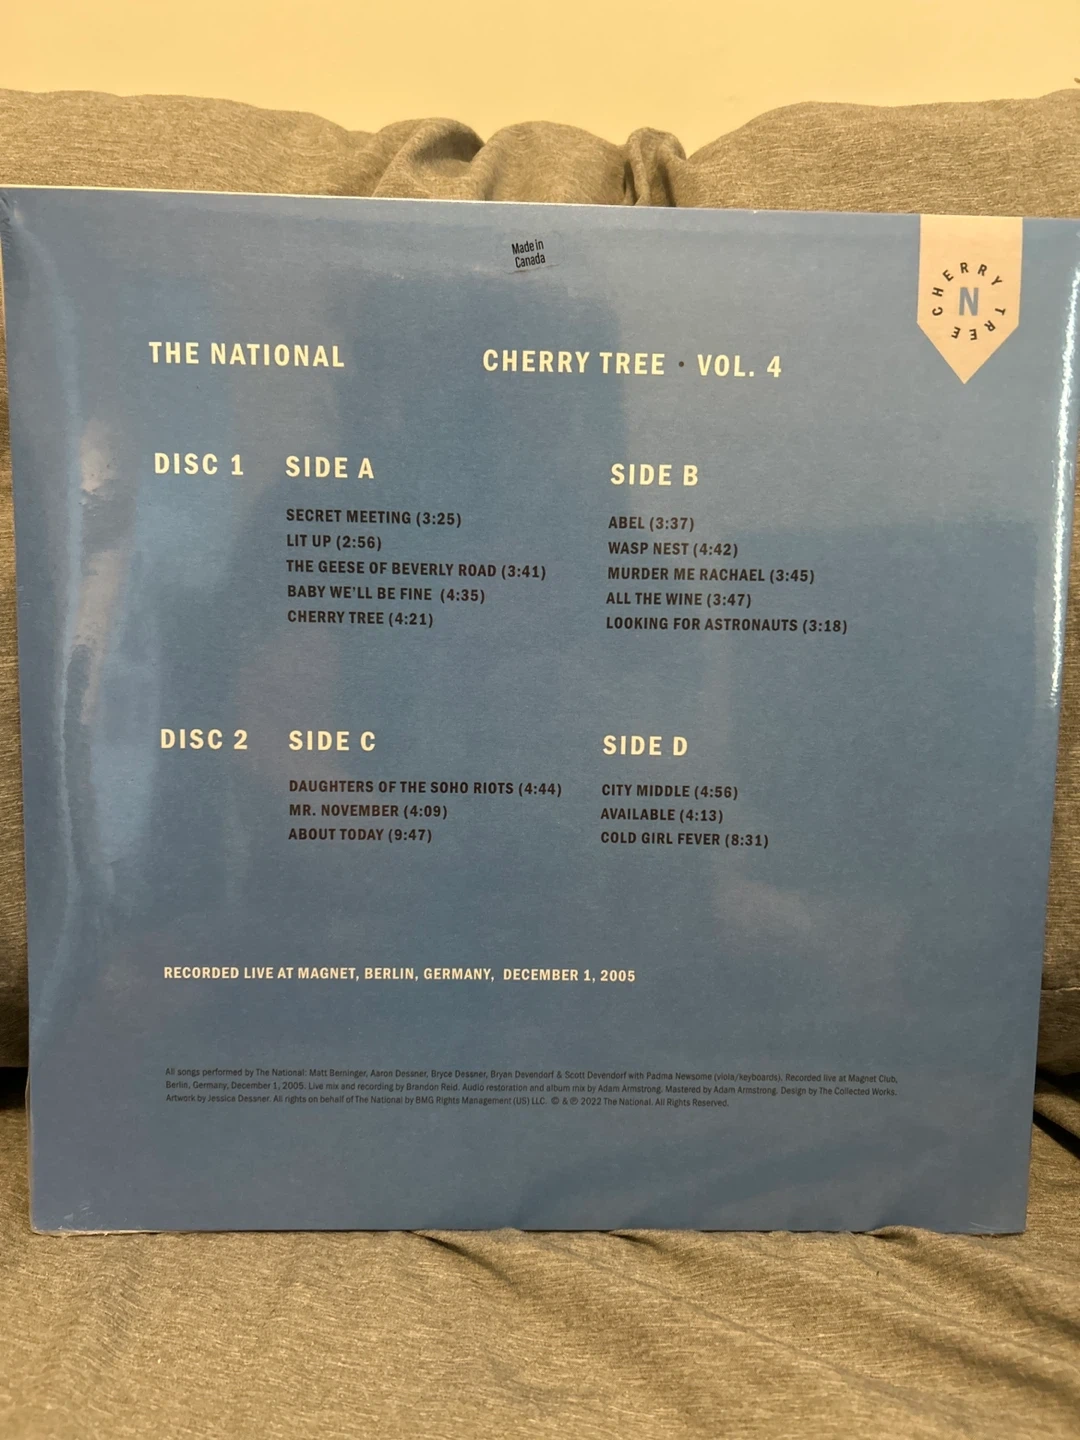 Made in
Canada
CHERRY TREE
N
THE NATIONAL
CHERRY TREE · VOL. 4
DISC 1
SIDE A
SECRET MEETING (3:25)
LIT UP (2:56)
THE GEESE OF BEVERLY ROAD (3:41)
BABY WE'LL BE FINE (4:35)
CHERRY TREE (4:21)
SIDE B
ABEL (3:37)
WASP NEST (4:42)
MURDER ME RACHAEL (3:45)
ALL THE WINE (3:47)
LOOKING FOR ASTRONAUTS (3:18)
DISC 2
SIDE C
DAUGHTERS OF THE SOHO RIOTS (4:44)
MR. NOVEMBER (4:09)
ABOUT TODAY (9:47)
SIDE D
CITY MIDDLE (4:56)
AVAILABLE (4:13)
COLD GIRL FEVER (8:31)
RECORDED LIVE AT MAGNET, BERLIN, GERMANY, DECEMBER 1, 2005
All songs performed by The National: Matt Berninger, Aaron Dessner, Bryce Dessner, Bryan Devendorf & Scott Devendorf with Padma Newsome (viola/keyboards). Recorded live at Magnet Club,
Berlin, Germany, December 1, 2005. Live mix and recording by Brandon Reid. Audio restoration and album mix by Adam Armstrong. Mastered by Adam Armstrong. Design by The Collected Works.
Artwork by Jessica Dessner. All rights on behalf of The National by BMG Rights Management (US) LLC. © & ℗ 2022 The National. All Rights Reserved.